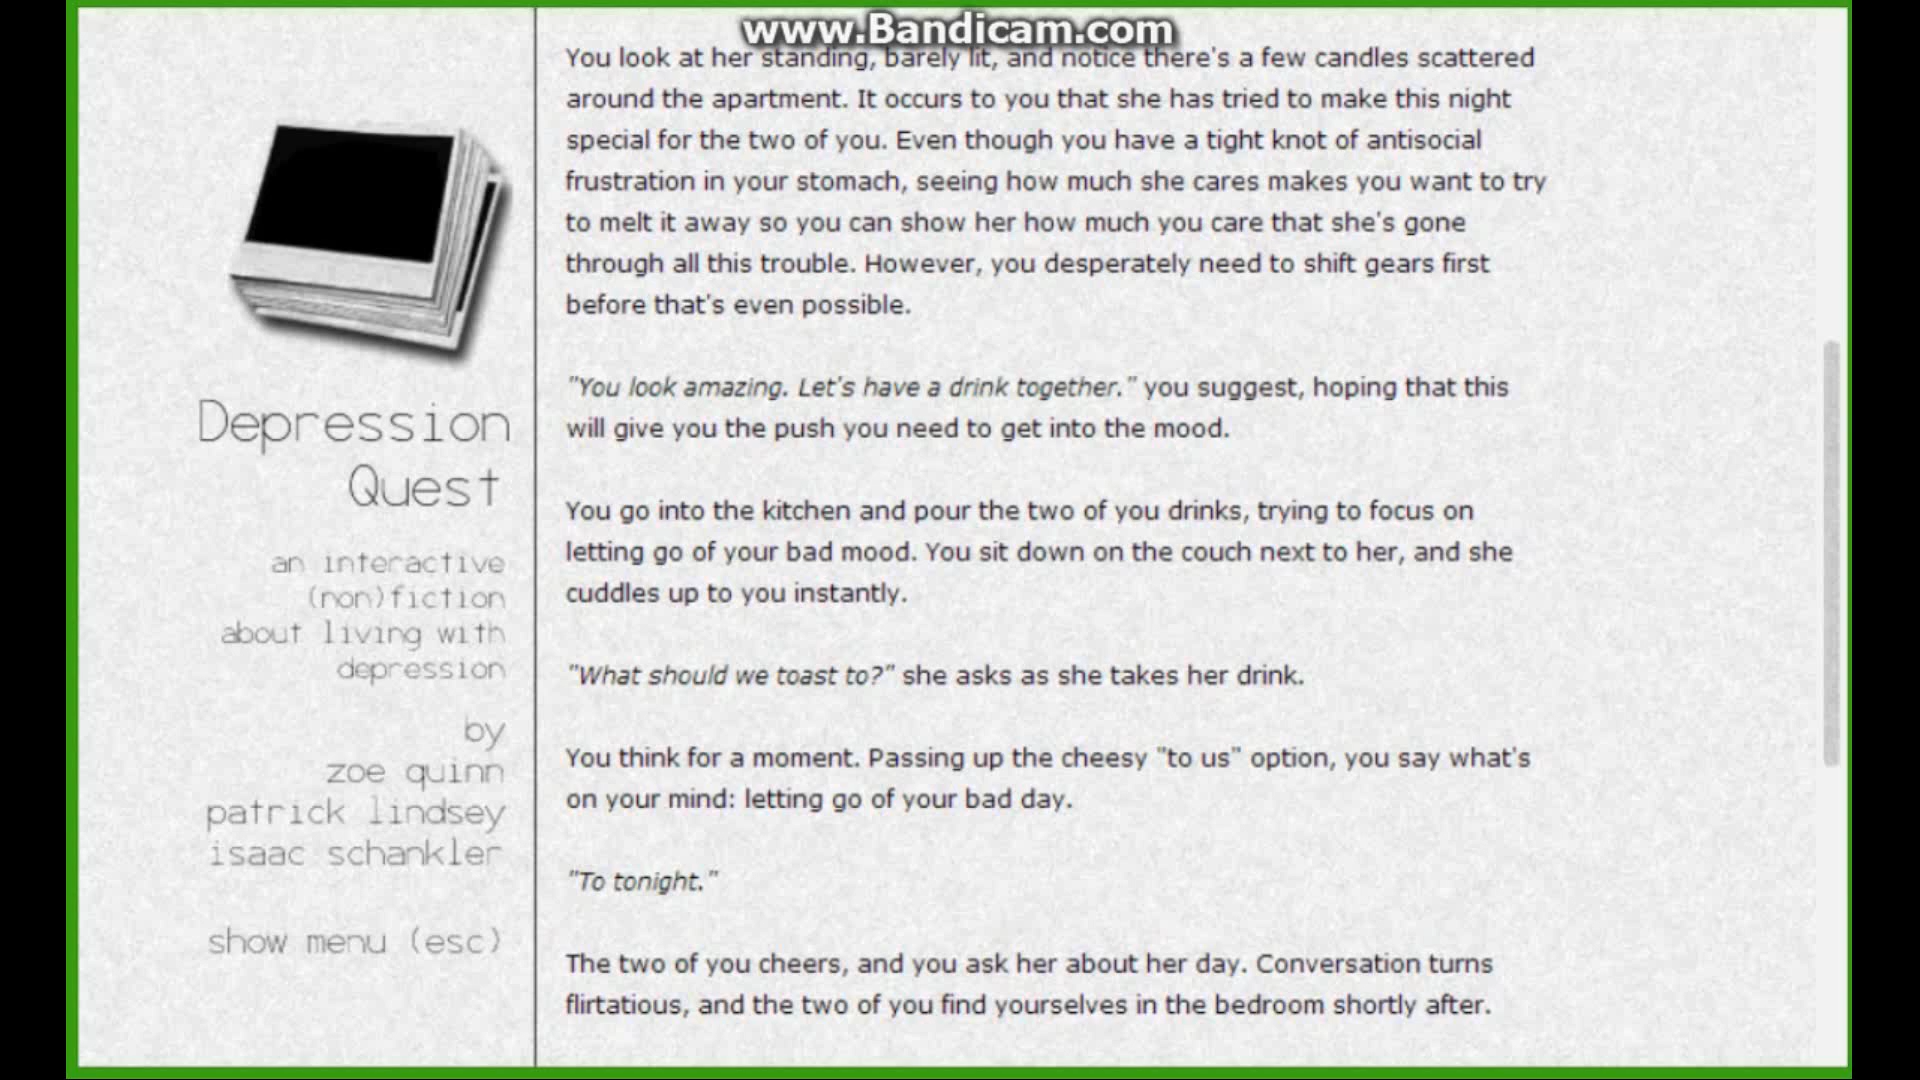 www.Bandicam.com
You look at her standing, barely lit, and notice there's a few candles scattered
around the apartment. It occurs to you that she has tried to make this night
special for the two of you. Even though you have a tight knot of antisocial
frustration in your stomach, seeing how much she cares makes you want to try
to melt it away so you can show her how much you care that she's gone
through all this trouble. However, you desperately need to shift gears first
before that's even possible.
"You look amazing. Let's have a drink together." you suggest, hoping that this
will give you the push you need to get into the mood.
You go into the kitchen and pour the two of you drinks, trying to focus on
letting go of your bad mood. You sit down on the couch next to her, and she
cuddles up to you instantly.
"What should we toast to?" she asks as she takes her drink.
You think for a moment. Passing up the cheesy "to us" option, you say what's
on your mind: letting go of your bad day.
"To tonight."
The two of you cheers, and you ask her about her day. Conversation turns
flirtatious, and the two of you find yourselves in the bedroom shortly after.
Depression
Quest
an interactive
(non)fiction
about living with
depression
by
zoe quinn
patrick lindsey
isaac schankler
show menu (esc)